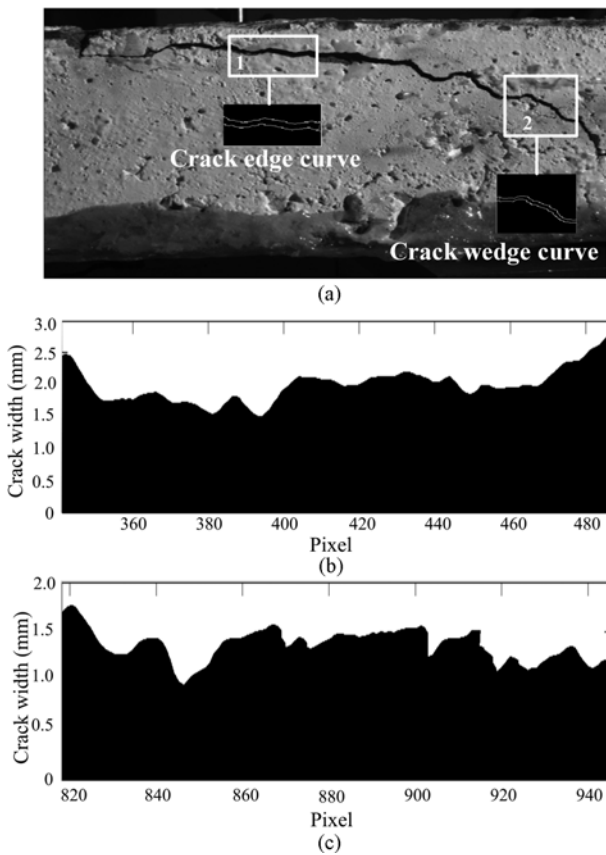 1
2
Crack edge curve
Crack wedge curve
(a)
3.0
2.5
2.0
1.5
1.0
0.5
0
Crack width (mm)
360 380 400 420 440 460 480
Pixel
(b)
2.0
1.5
1.0
0.5
0
Crack width (mm)
820 840 860 880 900 920 940
Pixel
(c)